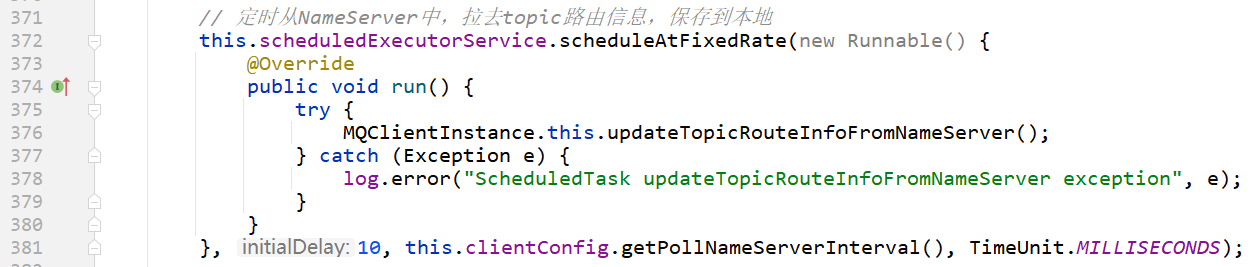 371 // 定时从NameServer中，拉去topic路由信息，保存到本地
372 this.scheduledExecutorService.scheduleAtFixedRate(new Runnable() {
373 @Override
374 public void run() {
375 try {
376 MQClientInstance.this.updateTopicRouteInfoFromNameServer();
377 } catch (Exception e) {
378 log.error("ScheduledTask updateTopicRouteInfoFromNameServer exception", e);
379 }
380 }
381 }, initialDelay: 10, this.clientConfig.getPollNameServerInterval(), TimeUnit.MILLISECONDS);